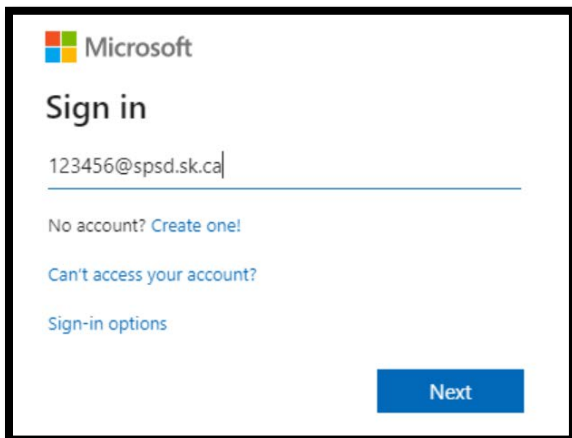 Microsoft
Sign in
123456@spsd.sk.ca
No account? Create one!
Can't access your account?
Sign-in options
Next